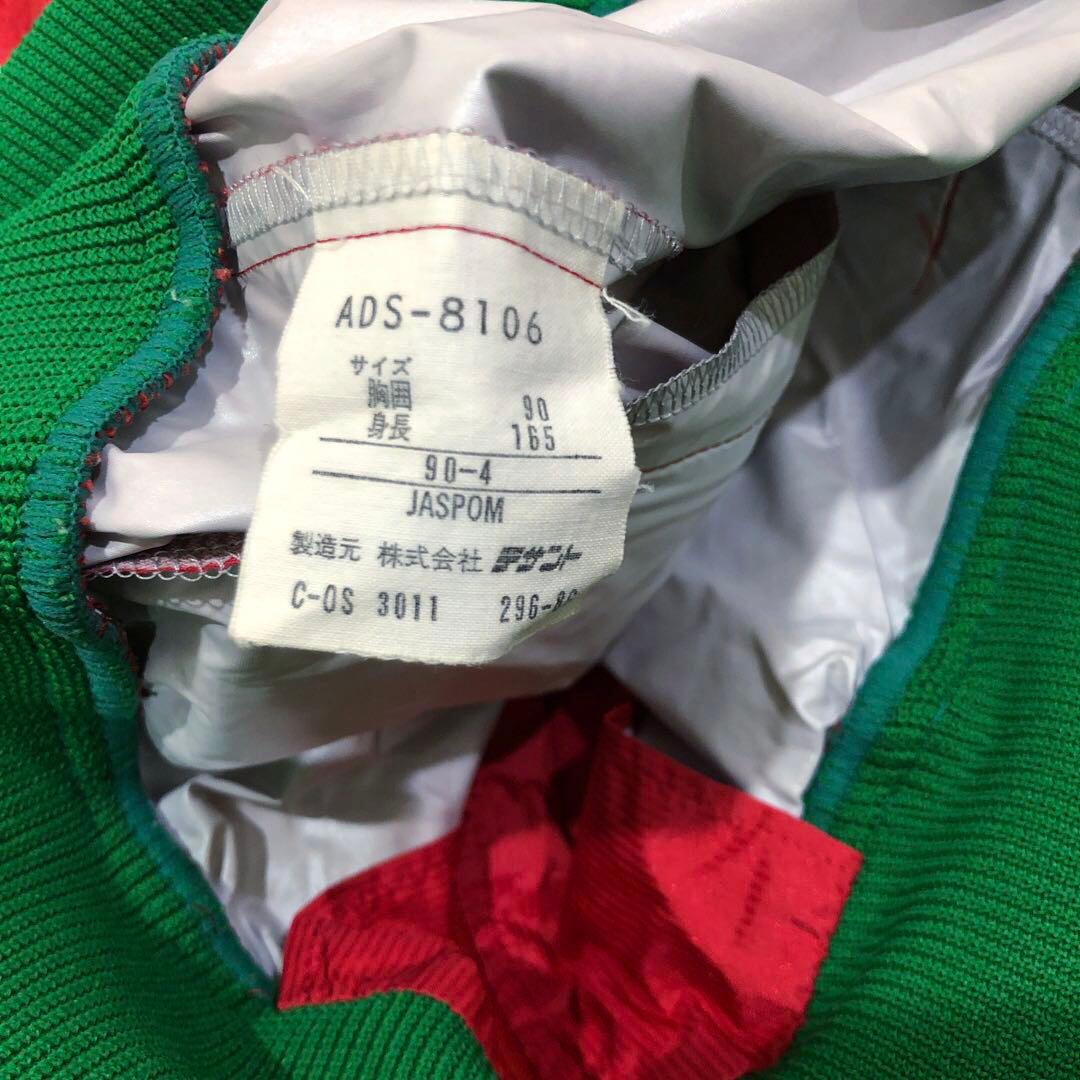 ADS-8106
サイズ
胸囲 90
身長 165
90-4
JASPOM
製造元 株式会社 デサント
C-OS 3011